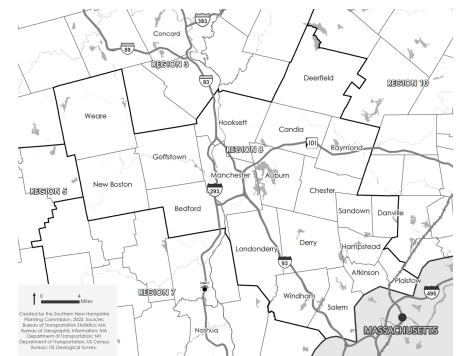 393
Concord
89
REGION 3
93
Deerfield
REGION 10
Weare
Hooksett
Candia
101
Raymond
REGION 8
Goffstown
Manchester
Auburn
REGION 5
New Boston
293
Chester
Bedford
Sandown
Danville
Londonderry
Derry
Hampstead
93
Atkinson
REGION 7
Plaistow
Windham
Salem
495
MASSACHUSETTS
Nashua
0 4
Miles
Created by the Southern New Hampshire
Planning Commission, 2022. Sources:
Bureau of Transportation Statistics; MA
Bureau of Geographic Information; MA
Department of Transportation; NH
Department of Transportation; US Census
Bureau; US Geological Survey.